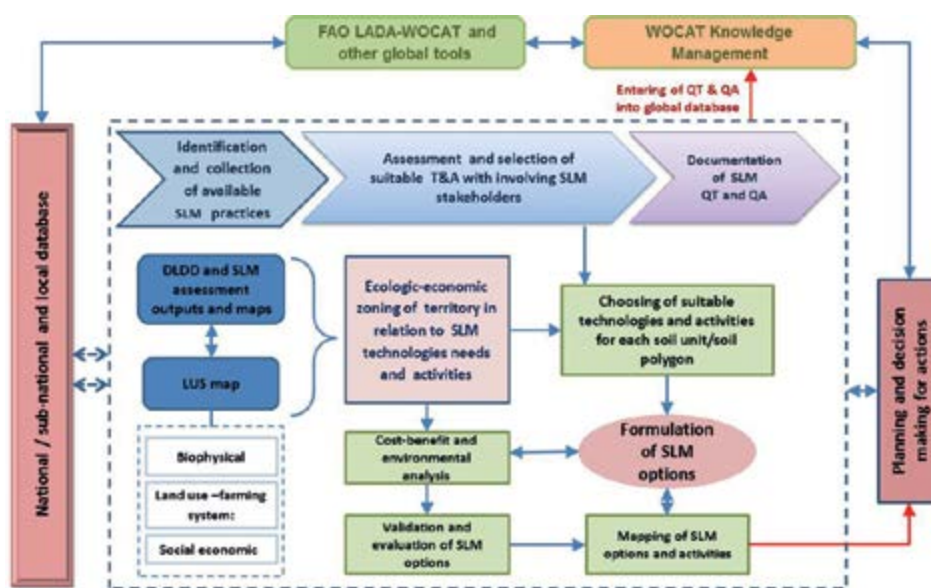 FAO LADA-WOCAT and
other global tools
WOCAT Knowledge
Management
Entering of QT & QA
into global database
National / sub-national and local database
Identification
and collection
of available
SLM practices
Assessment and selection of
suitable T&A with involving SLM
stakeholders
Documentation
of SLM
QT and QA
DLDD and SLM
assessment
outputs and maps
LUS map
Biophysical
Land use –farming
system:
Social economic
Ecologic-economic
zoning of territory in
relation to SLM
technologies needs
and activities
Choosing of suitable
technologies and activities
for each soil unit/soil
polygon
Cost-benefit and
environmental
analysis
Formulation
of SLM
options
Validation and
evaluation of SLM
options
Mapping of SLM
options and activities
Planning and decision
making for actions